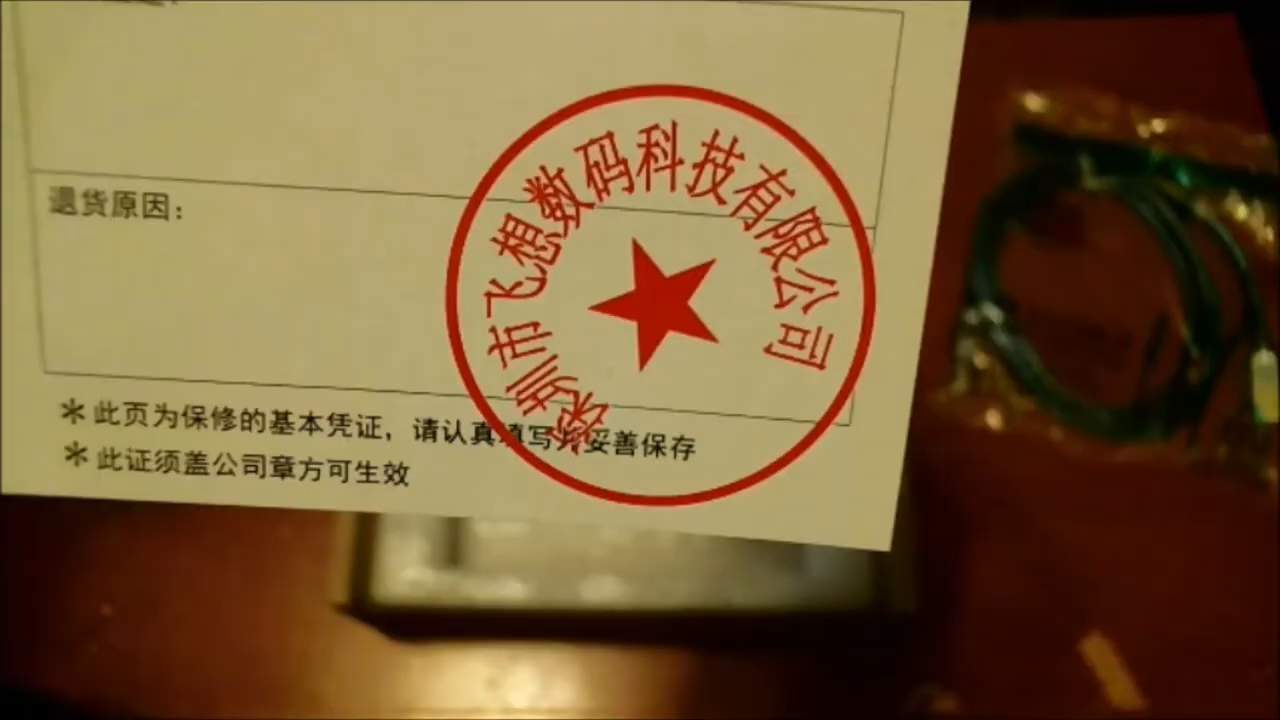 退货原因：
深圳市飞想数码科技有限公司
＊此页为保修的基本凭证，请认真填写并妥善保存
＊此证须盖公司章方可生效